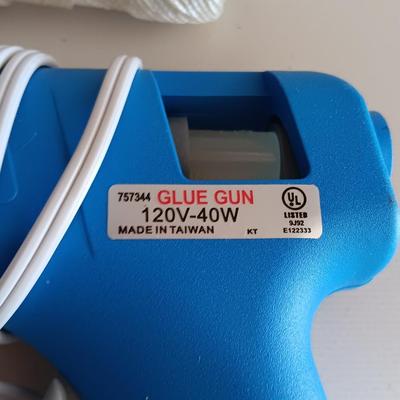 757344 GLUE GUN
120V-40W
MADE IN TAIWAN KT
UL
LISTED
9J92
E122333